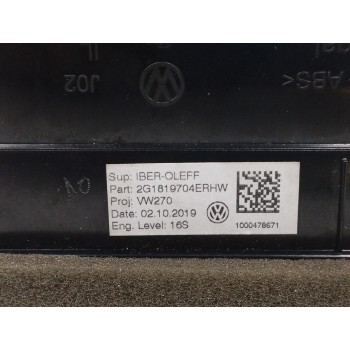 J02
ABS<
Sup: IBER-OLEFF
Part: 2G1819704ERHW
Proj: VW270
Date: 02.10.2019
Eng. Level: 16S
1000478671